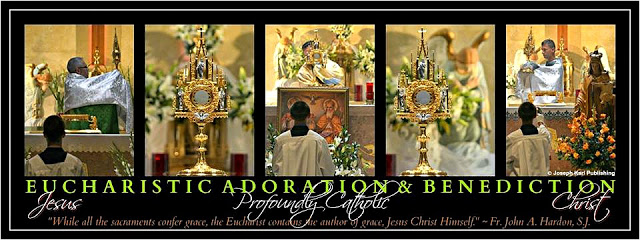 © Joseph Karl Publishing
EUCHARISTIC ADORATION & BENEDICTION
Jesus Profoundly Catholic Christ
"While all the sacraments confer grace, the Eucharist contains the author of grace, Jesus Christ Himself." ~ Fr. John A. Hardon, S.J.